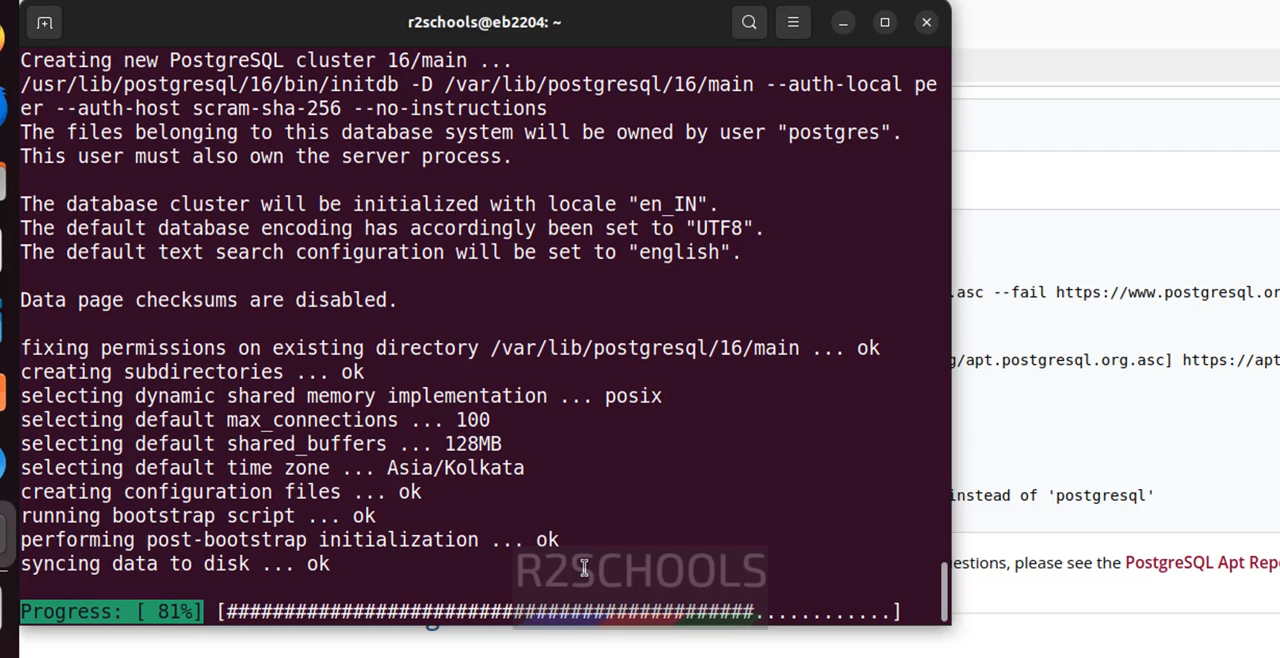 r2schools@eb2204: ~
Creating new PostgreSQL cluster 16/main ...
/usr/lib/postgresql/16/bin/initdb -D /var/lib/postgresql/16/main --auth-local pe
er --auth-host scram-sha-256 --no-instructions
The files belonging to this database system will be owned by user "postgres".
This user must also own the server process.
The database cluster will be initialized with locale "en_IN".
The default database encoding has accordingly been set to "UTF8".
The default text search configuration will be set to "english".
Data page checksums are disabled.
fixing permissions on existing directory /var/lib/postgresql/16/main ... ok
creating subdirectories ... ok
selecting dynamic shared memory implementation ... posix
selecting default max_connections ... 100
selecting default shared_buffers ... 128MB
selecting default time zone ... Asia/Kolkata
creating configuration files ... ok
running bootstrap script ... ok
performing post-bootstrap initialization ... ok
syncing data to disk ... ok
Progress: [ 81%] [##############################################............]
R2SCHOOLS
.asc --fail https://www.postgresql.or
g/apt.postgresql.org.asc] https://apt
instead of 'postgresql'
estions, please see the PostgreSQL Apt Rep